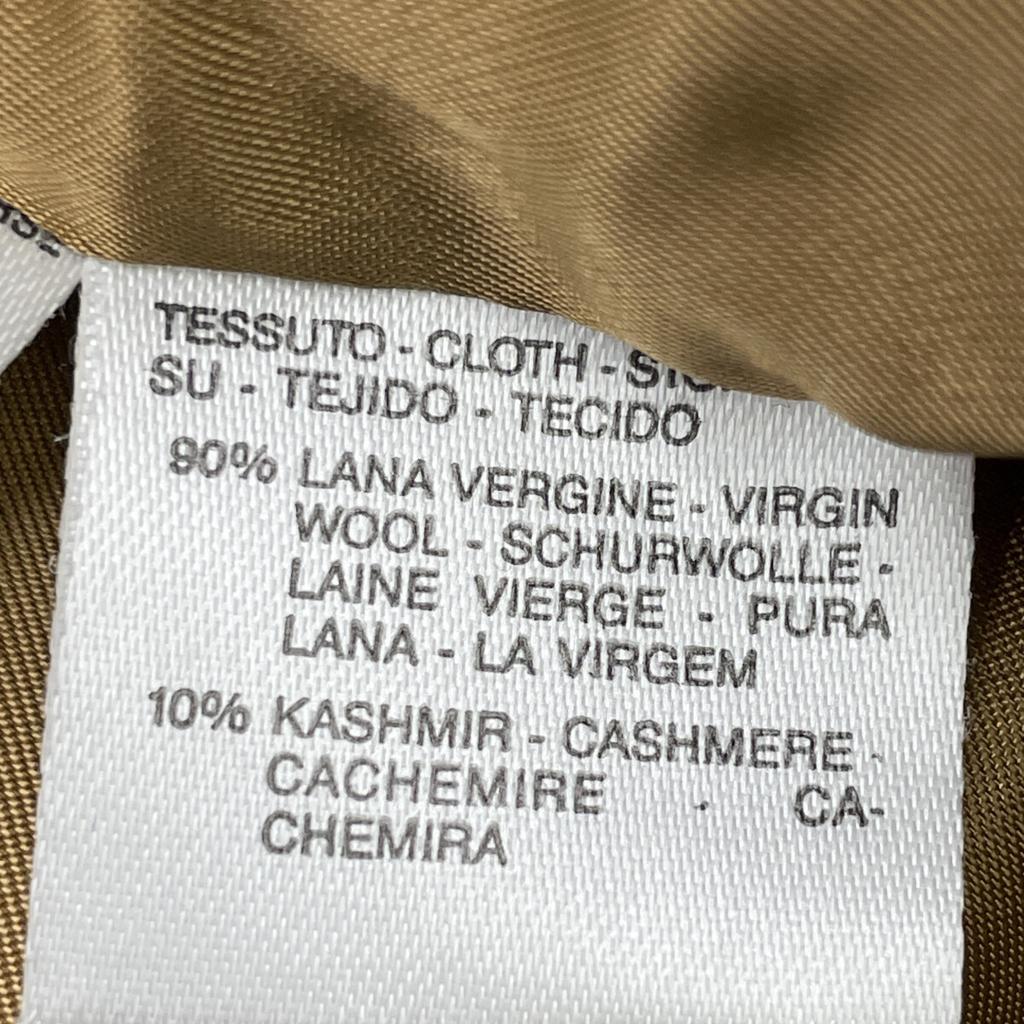 TESSUTO - CLOTH -
SU - TEJIDO - TECIDO
90% LANA VERGINE - VIRGIN
WOOL - SCHURWOLLE -
LAINE VIERGE - PURA
LANA - LA VIRGEM
10% KASHMIR - CASHMERE -
CACHEMIRE - CA-
CHEMIRA